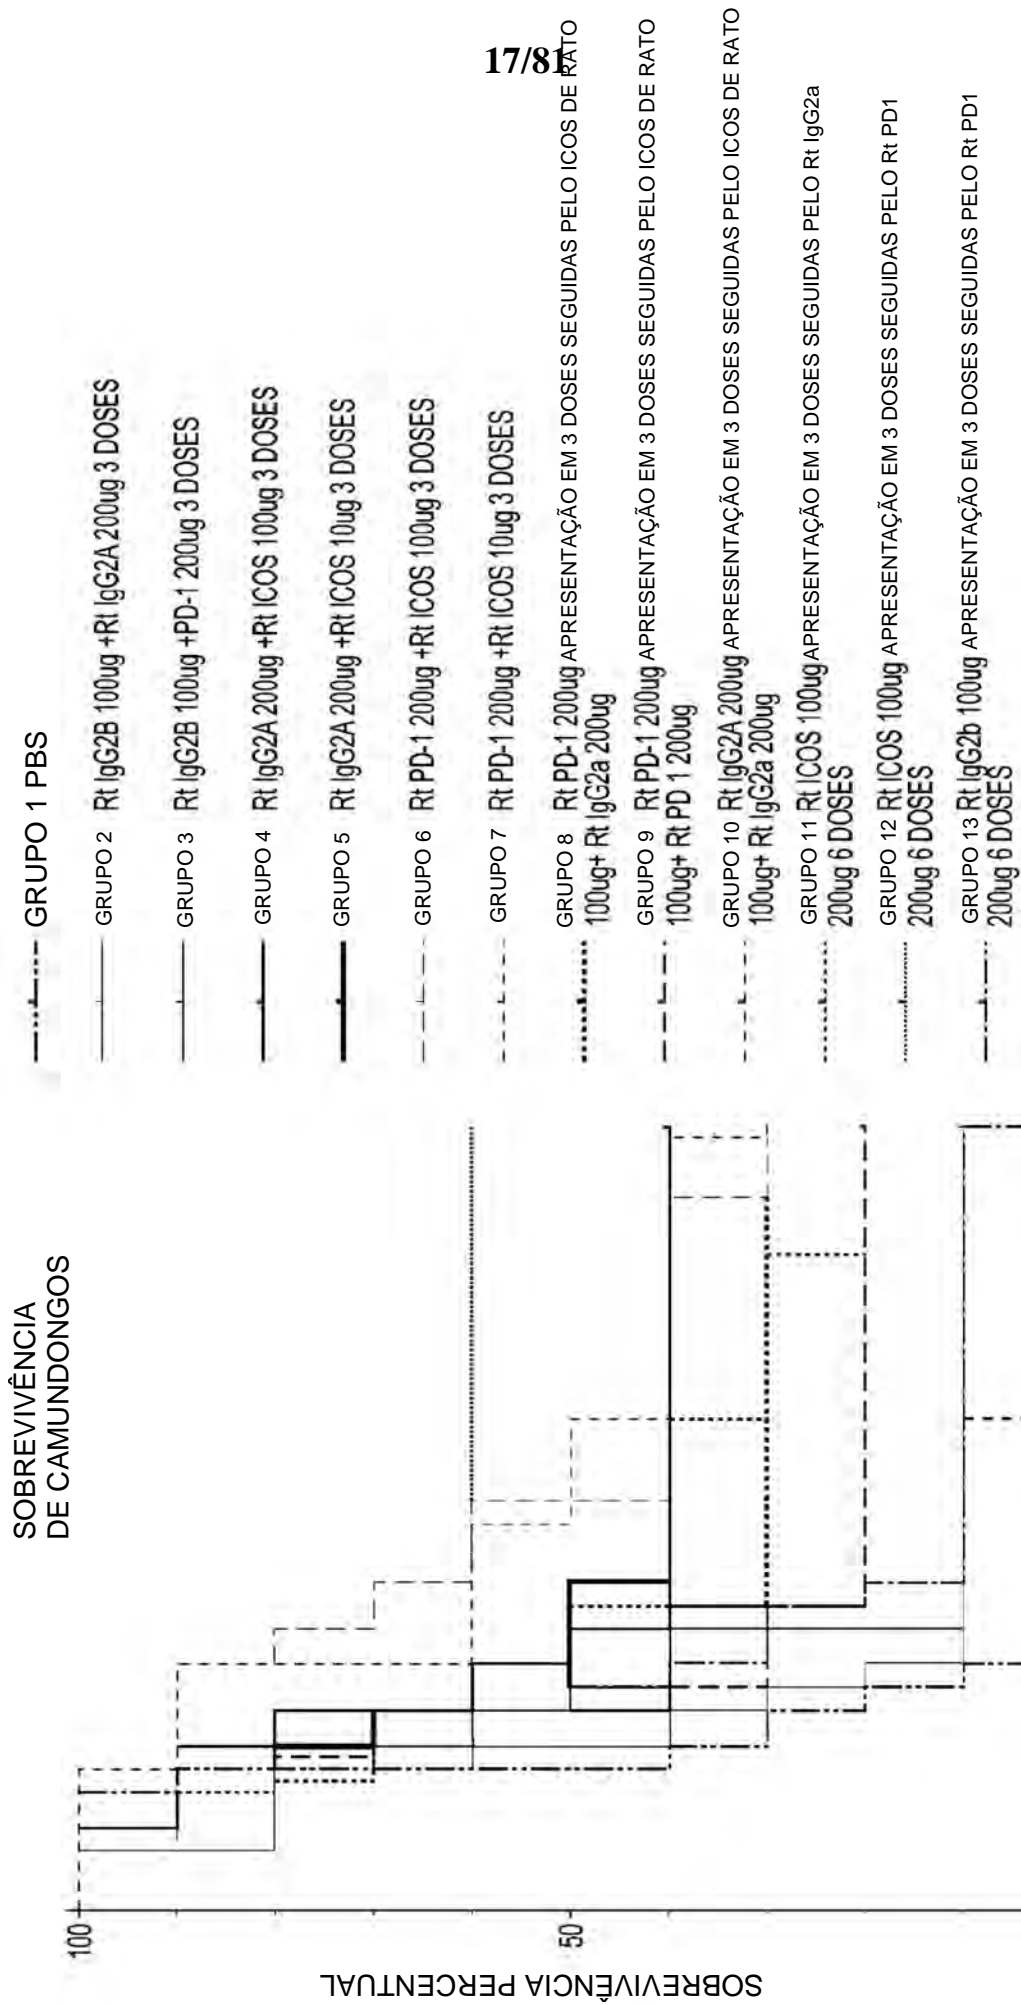 17/81
SOBREVIVÊNCIA
DE CAMUNDONGOS
SOBREVIVÊNCIA PERCENTUAL
100
50
GRUPO 1 PBS
GRUPO 2 Rt IgG2B 100ug +Rt IgG2A 200ug 3 DOSES
GRUPO 3 Rt IgG2B 100ug +PD-1 200ug 3 DOSES
GRUPO 4 Rt IgG2A 200ug +Rt ICOS 100ug 3 DOSES
GRUPO 5 Rt IgG2A 200ug +Rt ICOS 10ug 3 DOSES
GRUPO 6 Rt PD-1 200ug +Rt ICOS 100ug 3 DOSES
GRUPO 7 Rt PD-1 200ug +Rt ICOS 10ug 3 DOSES
GRUPO 8 Rt PD-1 200ug APRESENTAÇÃO EM 3 DOSES SEGUIDAS PELO ICOS DE RATO
100ug+ Rt IgG2a 200ug
GRUPO 9 Rt PD-1 200ug APRESENTAÇÃO EM 3 DOSES SEGUIDAS PELO ICOS DE RATO
100ug+ Rt PD 1 200ug
GRUPO 10 Rt IgG2A 200ug APRESENTAÇÃO EM 3 DOSES SEGUIDAS PELO ICOS DE RATO
100ug+ Rt IgG2a 200ug
GRUPO 11 Rt ICOS 100ug APRESENTAÇÃO EM 3 DOSES SEGUIDAS PELO Rt IgG2a
200ug 6 DOSES
GRUPO 12 Rt ICOS 100ug APRESENTAÇÃO EM 3 DOSES SEGUIDAS PELO Rt PD1
200ug 6 DOSES
GRUPO 13 Rt IgG2b 100ug APRESENTAÇÃO EM 3 DOSES SEGUIDAS PELO Rt PD1
200ug 6 DOSES